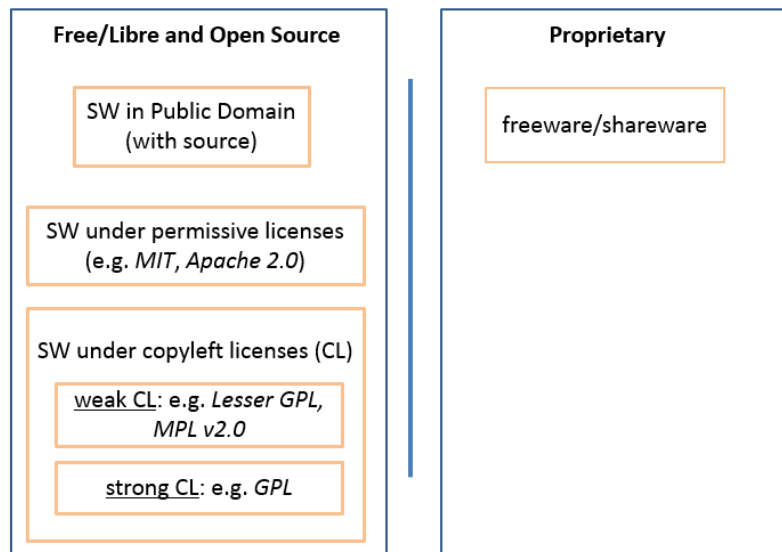 Free/Libre and Open Source
SW in Public Domain
(with source)
SW under permissive licenses
(e.g. MIT, Apache 2.0)
SW under copyleft licenses (CL)
weak CL: e.g. Lesser GPL,
MPL v2.0
strong CL: e.g. GPL
Proprietary
freeware/shareware